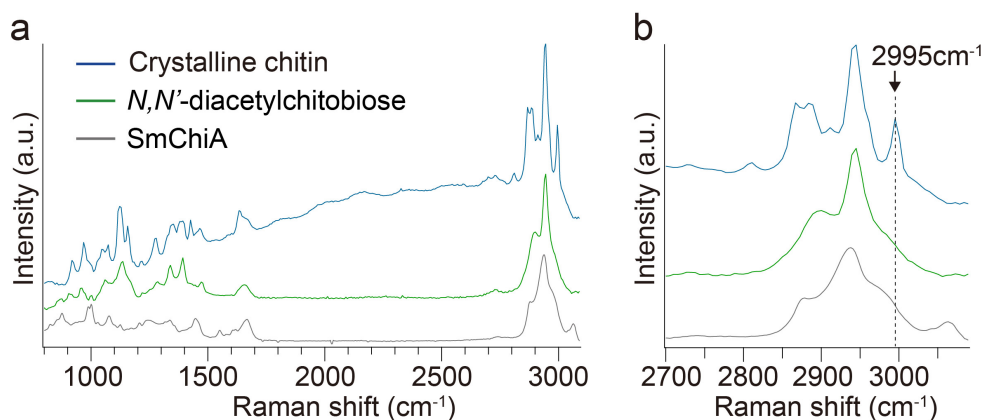 a
Crystalline chitin
N,N’-diacetylchitobiose
SmChiA
Intensity (a.u.)
1000 1500 2000 2500 3000
Raman shift (cm⁻¹)
b
2995cm⁻¹
Intensity (a.u.)
2700 2800 2900 3000
Raman shift (cm⁻¹)